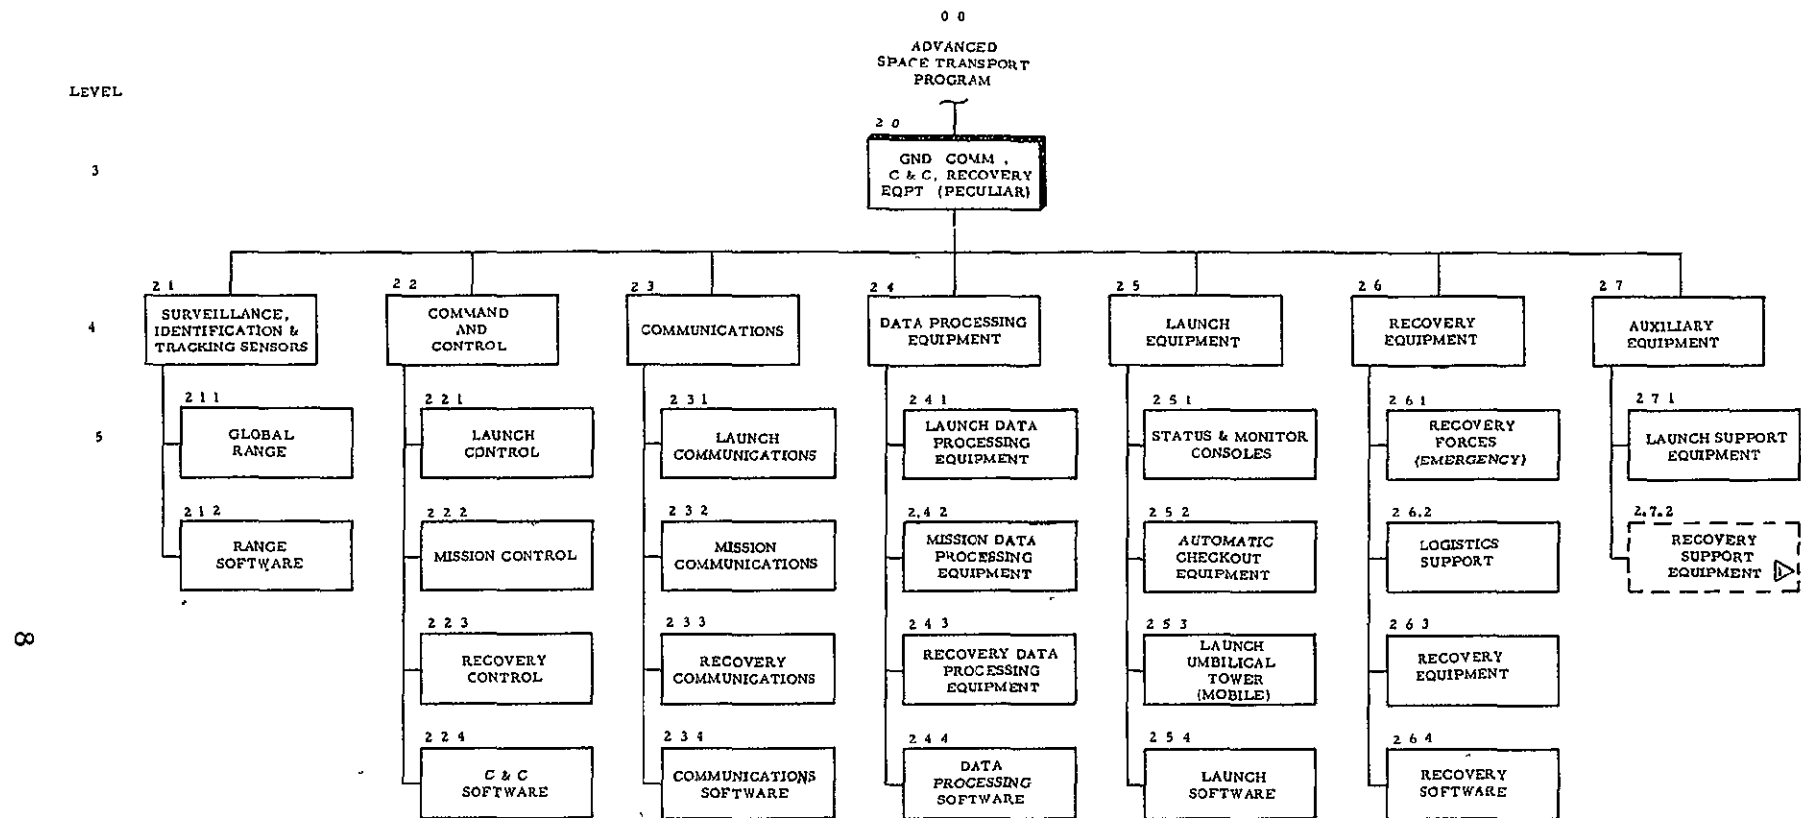 0 0
ADVANCED
SPACE TRANSPORT
PROGRAM
LEVEL
2 0
GND COMM ,
C & C, RECOVERY
EQPT (PECULIAR)
3
2 1
SURVEILLANCE,
IDENTIFICATION &
TRACKING SENSORS
2 2
COMMAND
AND
CONTROL
2 3
COMMUNICATIONS
2 4
DATA PROCESSING
EQUIPMENT
2 5
LAUNCH
EQUIPMENT
2 6
RECOVERY
EQUIPMENT
2 7
AUXILIARY
EQUIPMENT
4
2 1 1
GLOBAL
RANGE
2 2 1
LAUNCH
CONTROL
2 3 1
LAUNCH
COMMUNICATIONS
2 4 1
LAUNCH DATA
PROCESSING
EQUIPMENT
2 5 1
STATUS & MONITOR
CONSOLES
2 6 1
RECOVERY
FORCES
(EMERGENCY)
2 7 1
LAUNCH SUPPORT
EQUIPMENT
5
2 1 2
RANGE
SOFTWARE
2 2 2
MISSION CONTROL
2 3 2
MISSION
COMMUNICATIONS
2.4 2
MISSION DATA
PROCESSING
EQUIPMENT
2 5 2
AUTOMATIC
CHECKOUT
EQUIPMENT
2 6.2
LOGISTICS
SUPPORT
2.7.2
RECOVERY
SUPPORT
EQUIPMENT
2 2 3
RECOVERY
CONTROL
2 3 3
RECOVERY
COMMUNICATIONS
2 4 3
RECOVERY DATA
PROCESSING
EQUIPMENT
2 5 3
LAUNCH
UMBILICAL
TOWER
(MOBILE)
2 6 3
RECOVERY
EQUIPMENT
2 2 4
C & C
SOFTWARE
2 3 4
COMMUNICATIONS
SOFTWARE
2 4 4
DATA
PROCESSING
SOFTWARE
2 5 4
LAUNCH
SOFTWARE
2 6 4
RECOVERY
SOFTWARE
8